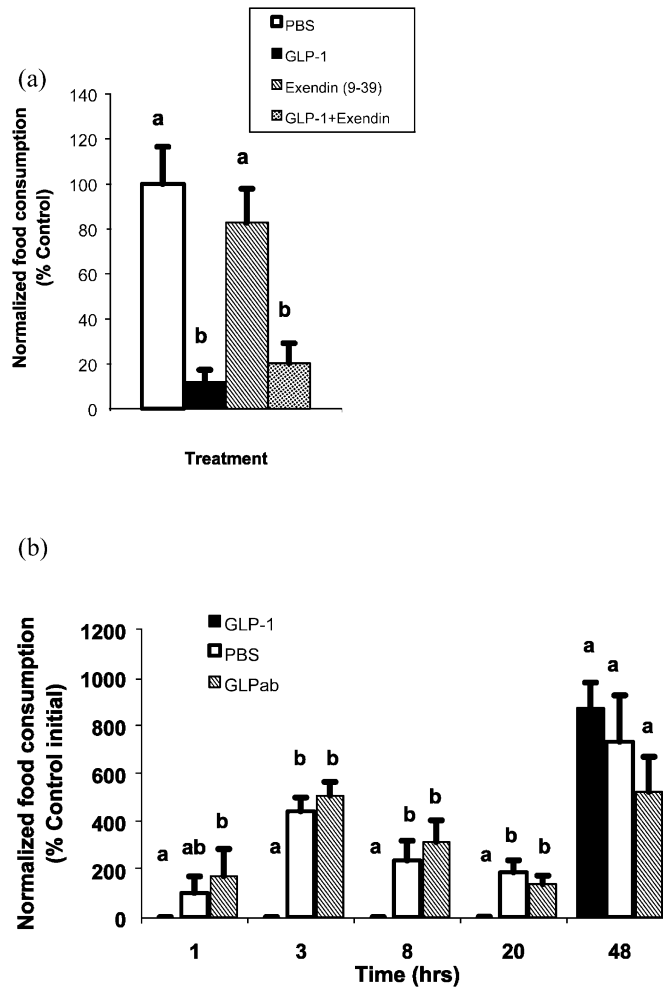 PBS
GLP-1
Exendin (9-39)
GLP-1+Exendin
(a)
Normalized food consumption
(% Control)
140
120
100
80
60
40
20
0
a
b
a
b
Treatment
(b)
GLP-1
PBS
GLPab
Normalized food consumption
(% Control initial)
1200
1000
800
600
400
200
0
a ab b
a b b
a b b
a b b
a a a
1 3 8 20 48
Time (hrs)